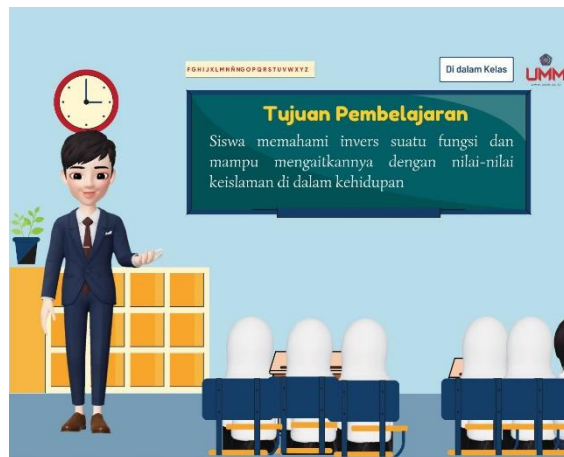 FGHIJKLMNÑNGOPQRSTUVWXYZ
Di dalam Kelas
UMM
Tujuan Pembelajaran
Siswa memahami invers suatu fungsi dan
mampu mengaitkannya dengan nilai-nilai
keislaman di dalam kehidupan